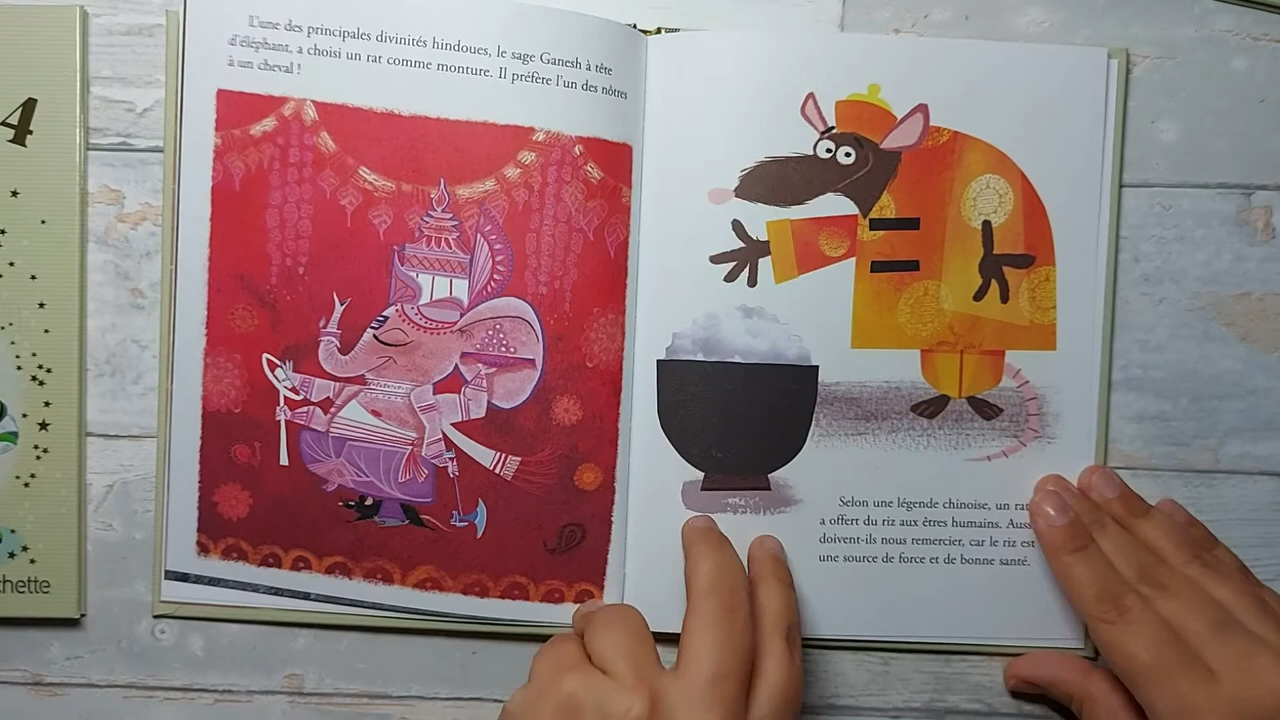 L'une des principales divinités hindoues, le sage Ganesh à tête
d'éléphant, a choisi un rat comme monture. Il préfère l'un des nôtres
à un cheval !
Selon une légende chinoise, un rat
a offert du riz aux êtres humains. Aussi
doivent-ils nous remercier, car le riz est
une source de force et de bonne santé.
4
chette